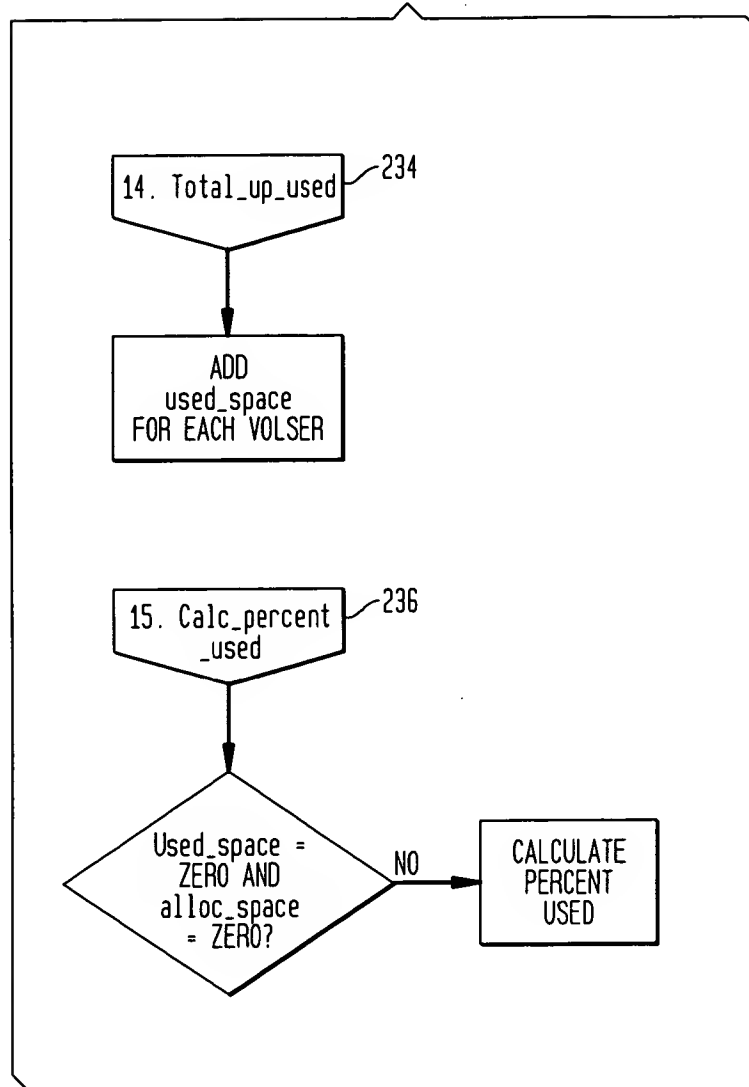 14. Total_up_used
234
ADD
used_space
FOR EACH VOLSER
15. Calc_percent
_used
236
Used_space =
ZERO AND
alloc_space
= ZERO?
NO
CALCULATE
PERCENT
USED